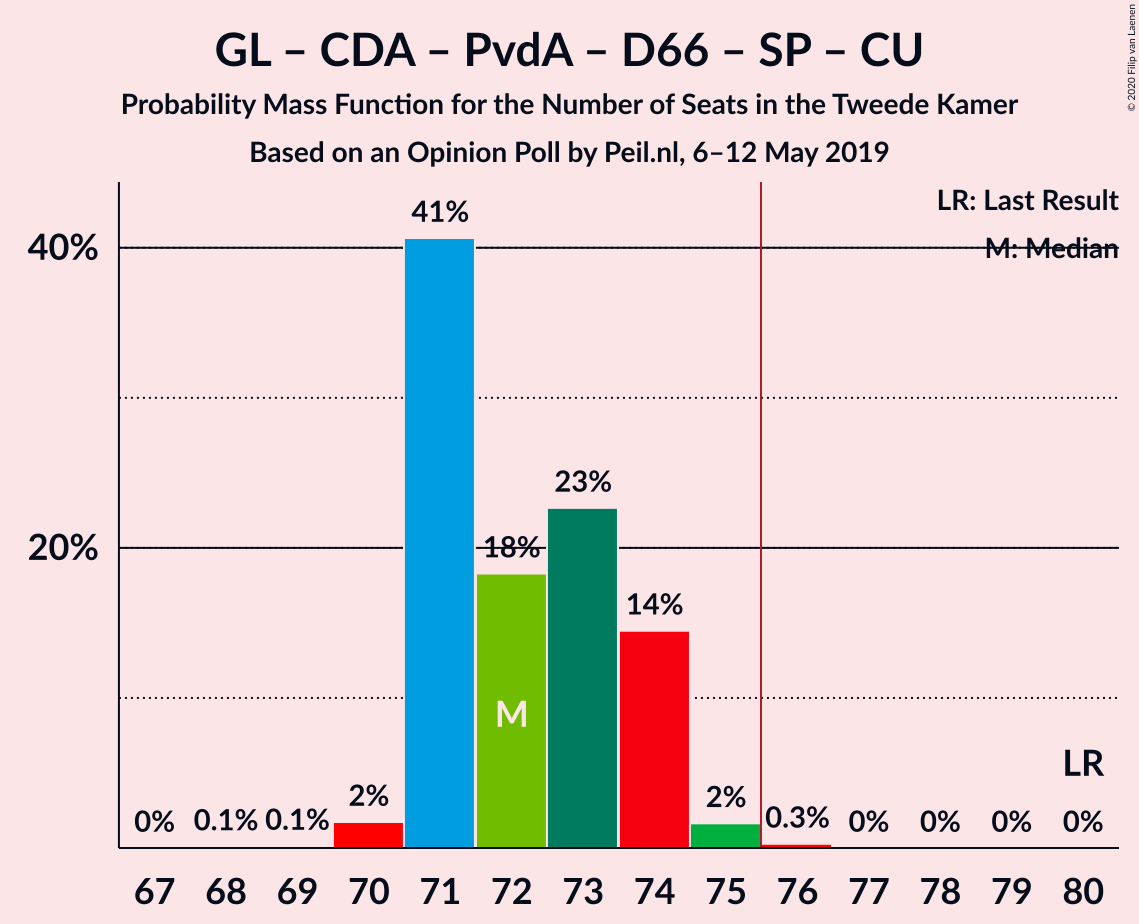 GL – CDA – PvdA – D66 – SP – CU
Probability Mass Function for the Number of Seats in the Tweede Kamer
Based on an Opinion Poll by Peil.nl, 6–12 May 2019
© 2020 Filip van Laenen
LR: Last Result
M: Median
40%
20%
0%
0.1%
0.1%
2%
41%
18%
23%
14%
2%
0.3%
0%
0%
0%
0%
M
LR
67 68 69 70 71 72 73 74 75 76 77 78 79 80